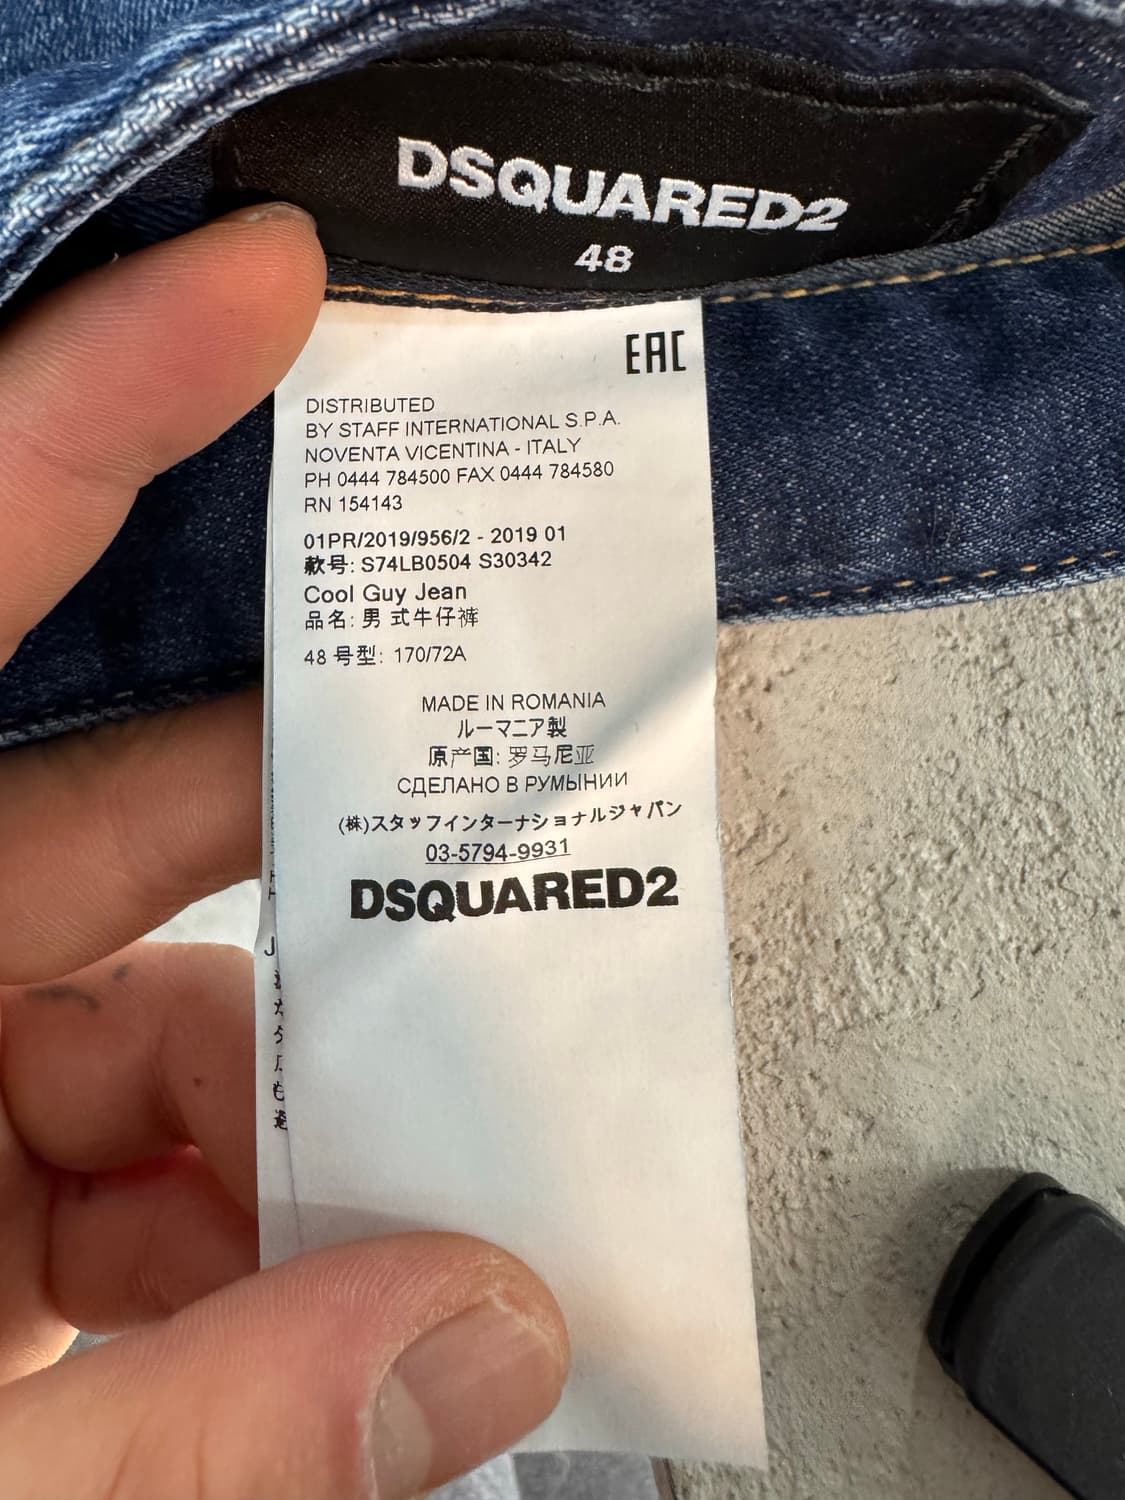 DSQUARED2
48
EAC
DISTRIBUTED
BY STAFF INTERNATIONAL S.P.A.
NOVENTA VICENTINA - ITALY
PH 0444 784500 FAX 0444 784580
RN 154143
01PR/2019/956/2 - 2019 01
款号: S74LB0504 S30342
Cool Guy Jean
品名: 男 式牛仔裤
48 号型: 170/72A
MADE IN ROMANIA
ルーマニア製
原产国: 罗马尼亚
СДЕЛАНО В РУМЫНИИ
(株)スタッフインターナショナルジャパン
03-5794-9931
DSQUARED2